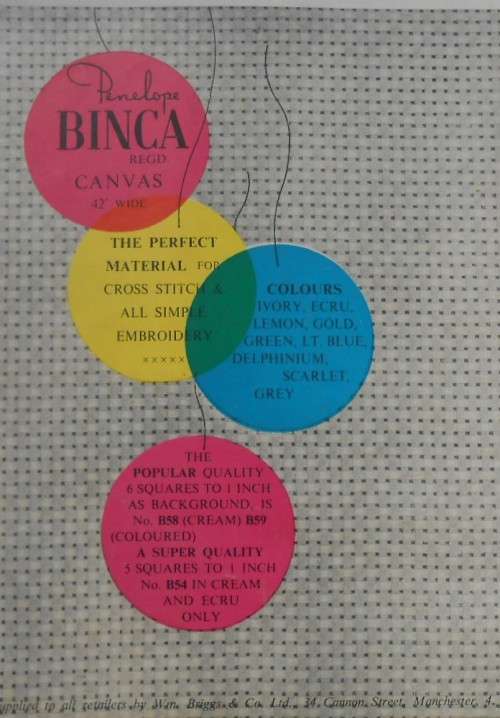 Penelope
BINCA
REGD.
CANVAS
42" WIDE
THE PERFECT
MATERIAL FOR
CROSS STITCH &
ALL SIMPLE
EMBROIDERY
×××××
COLOURS
IVORY, ECRU,
LEMON, GOLD,
GREEN, LT. BLUE,
DELPHINIUM,
SCARLET,
GREY
THE
POPULAR QUALITY
6 SQUARES TO 1 INCH
AS BACKGROUND, IS
No. B58 (CREAM) B59
(COLOURED)
A SUPER QUALITY
5 SQUARES TO 1 INCH
No. B54 IN CREAM
AND ECRU
ONLY
upplied to all retailers by Wm. Briggs & Co. Ltd., 34, Cannon Street, Manchester, 4.